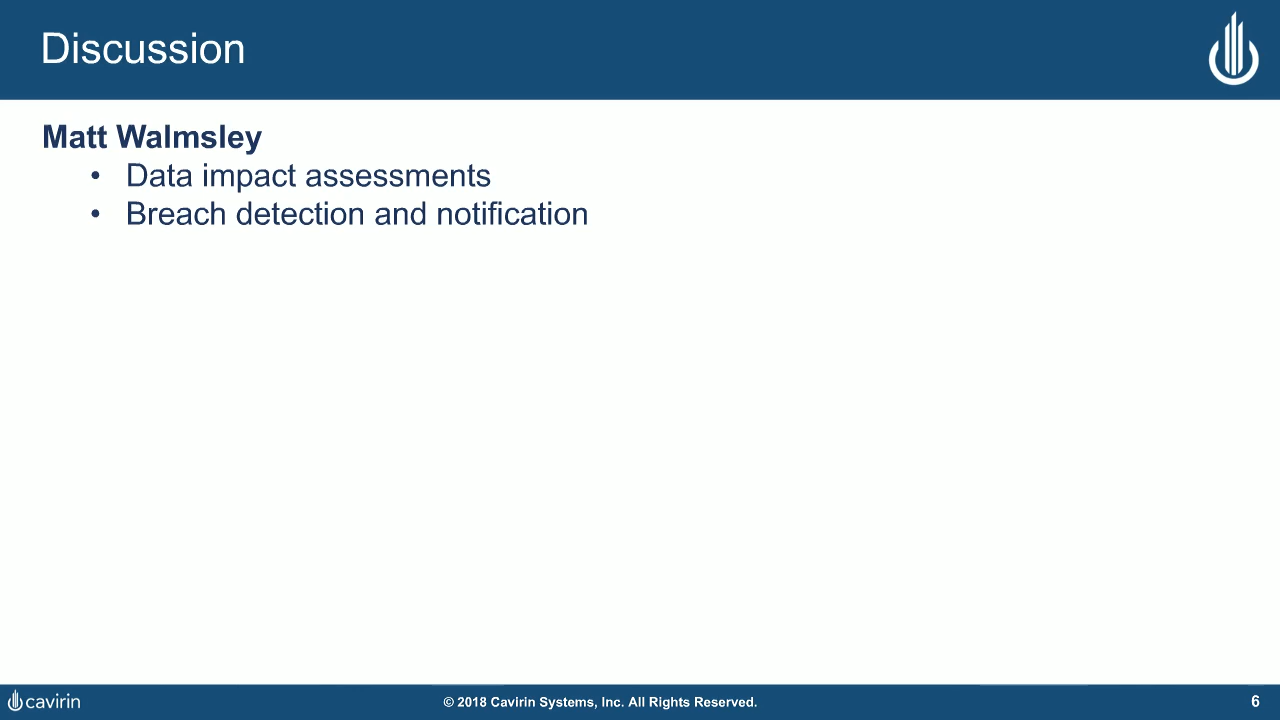 Discussion
Matt Walmsley
• Data impact assessments
• Breach detection and notification
cavirin
© 2018 Cavirin Systems, Inc. All Rights Reserved.
6